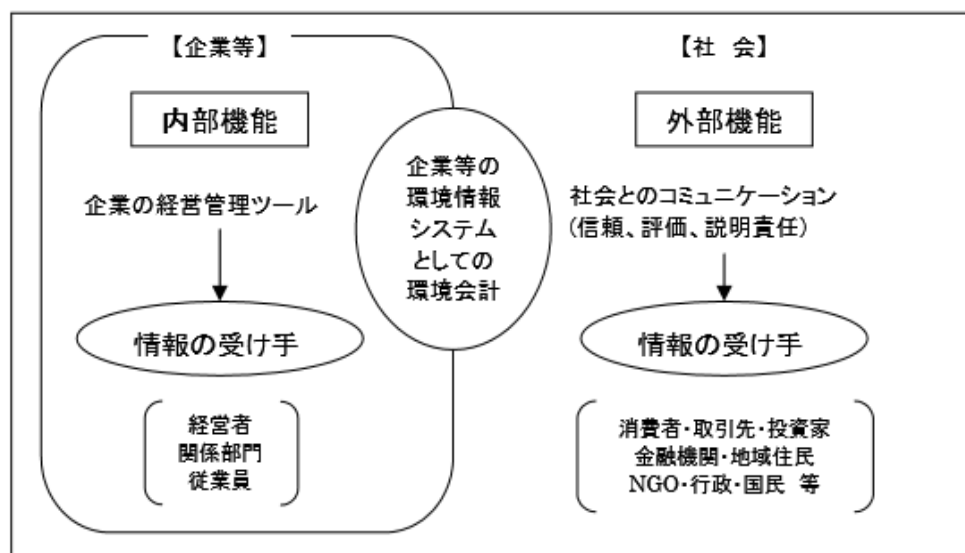 【企業等】
内部機能
企業の経営管理ツール
情報の受け手
経営者
関係部門
従業員
企業等の
環境情報
システム
としての
環境会計
【社 会】
外部機能
社会とのコミュニケーション
(信頼、評価、説明責任)
情報の受け手
消費者・取引先・投資家
金融機関・地域住民
NGO・行政・国民 等